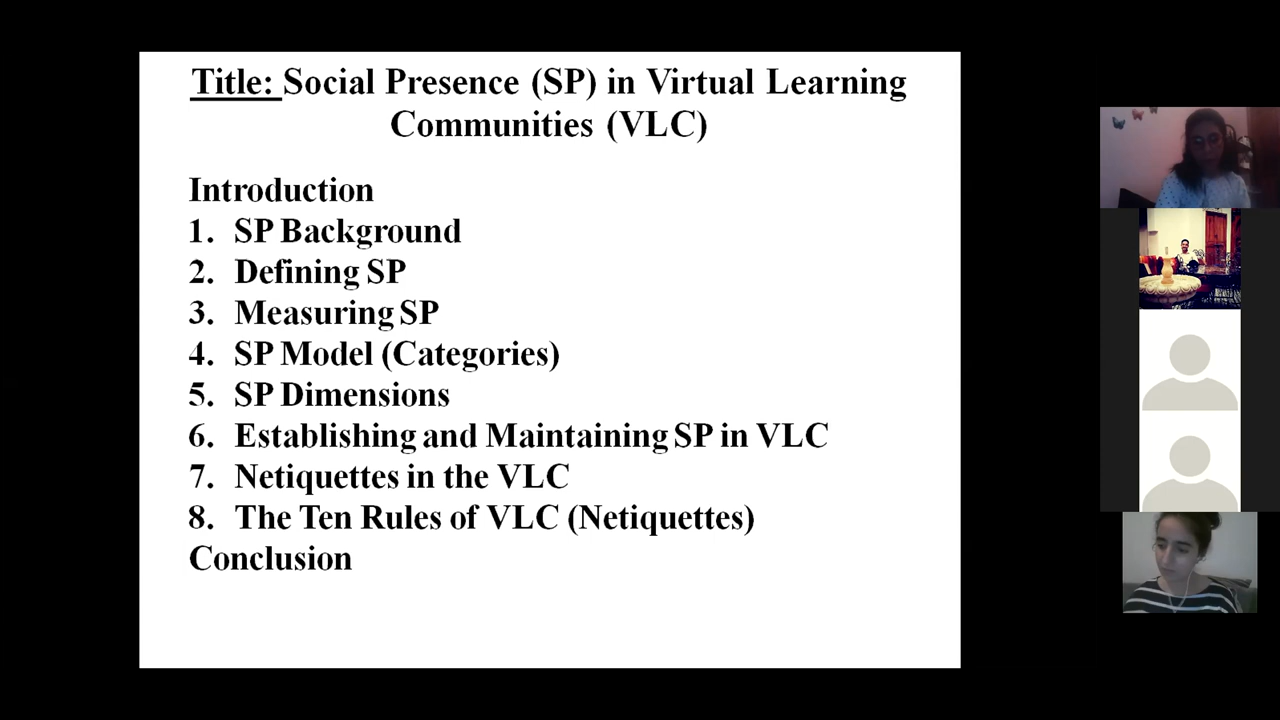 Title: Social Presence (SP) in Virtual Learning
Communities (VLC)
Introduction
1. SP Background
2. Defining SP
3. Measuring SP
4. SP Model (Categories)
5. SP Dimensions
6. Establishing and Maintaining SP in VLC
7. Netiquettes in the VLC
8. The Ten Rules of VLC (Netiquettes)
Conclusion